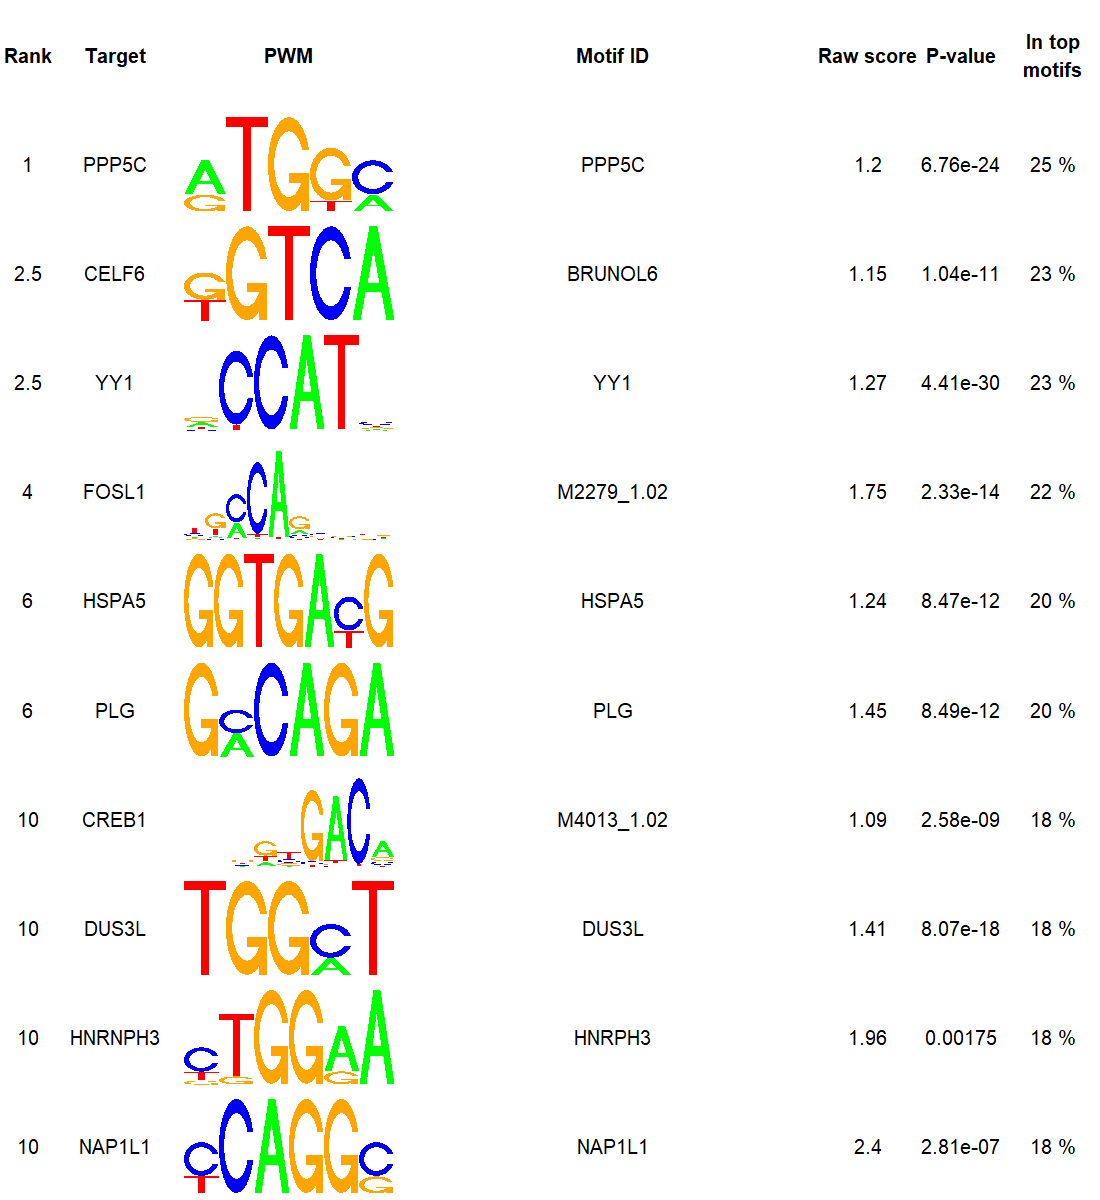 Rank Target PWM Motif ID Raw score P-value In top motifs
1 PPP5C PPP5C 1.2 6.76e-24 25 %
2.5 CELF6 BRUNOL6 1.15 1.04e-11 23 %
2.5 YY1 YY1 1.27 4.41e-30 23 %
4 FOSL1 M2279_1.02 1.75 2.33e-14 22 %
6 HSPA5 HSPA5 1.24 8.47e-12 20 %
6 PLG PLG 1.45 8.49e-12 20 %
10 CREB1 M4013_1.02 1.09 2.58e-09 18 %
10 DUS3L DUS3L 1.41 8.07e-18 18 %
10 HNRNPH3 HNRPH3 1.96 0.00175 18 %
10 NAP1L1 NAP1L1 2.4 2.81e-07 18 %